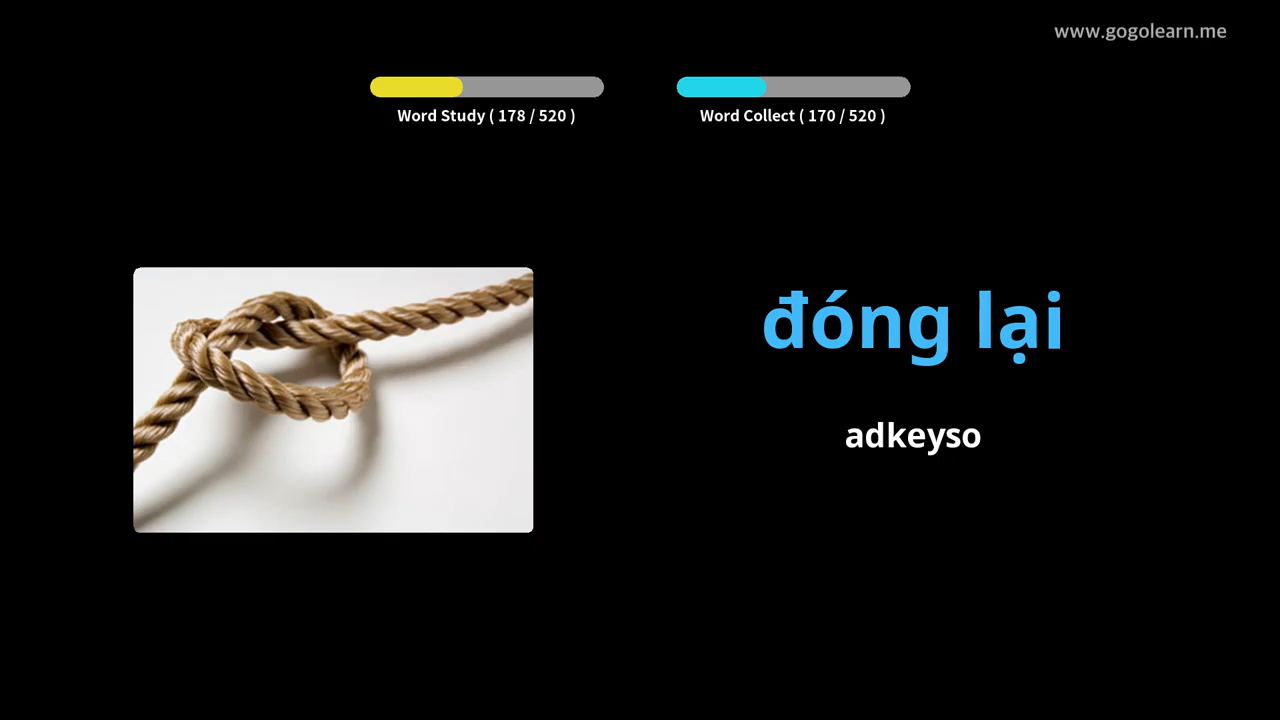 www.gogolearn.me
Word Study ( 178 / 520 )
Word Collect ( 170 / 520 )
đóng lại
adkeyso